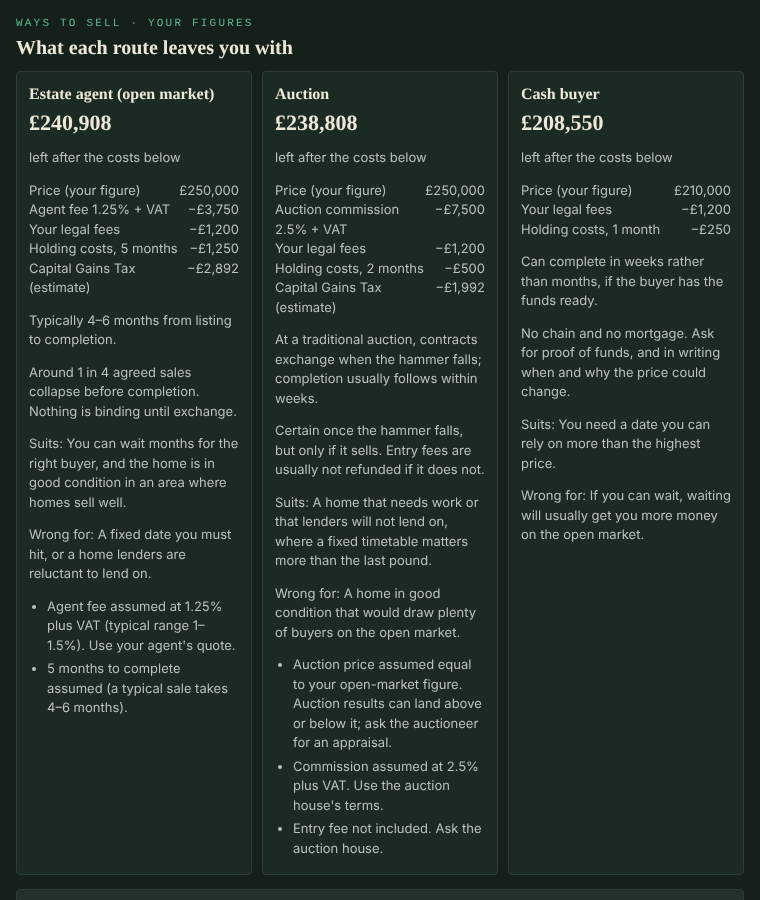 WAYS TO SELL · YOUR FIGURES
What each route leaves you with
Estate agent (open market)
£240,908
left after the costs below
Price (your figure) £250,000
Agent fee 1.25% + VAT −£3,750
Your legal fees −£1,200
Holding costs, 5 months −£1,250
Capital Gains Tax −£2,892
(estimate)
Typically 4–6 months from listing
to completion.
Around 1 in 4 agreed sales
collapse before completion.
Nothing is binding until exchange.
Suits: You can wait months for the
right buyer, and the home is in
good condition in an area where
homes sell well.
Wrong for: A fixed date you must
hit, or a home lenders are
reluctant to lend on.
• Agent fee assumed at 1.25%
plus VAT (typical range 1–
1.5%). Use your agent's quote.
• 5 months to complete
assumed (a typical sale takes
4–6 months).
Auction
£238,808
left after the costs below
Price (your figure) £250,000
Auction commission −£7,500
2.5% + VAT
Your legal fees −£1,200
Holding costs, 2 months −£500
Capital Gains Tax −£1,992
(estimate)
At a traditional auction, contracts
exchange when the hammer falls;
completion usually follows within
weeks.
Certain once the hammer falls,
but only if it sells. Entry fees are
usually not refunded if it does not.
Suits: A home that needs work or
that lenders will not lend on,
where a fixed timetable matters
more than the last pound.
Wrong for: A home in good
condition that would draw plenty
of buyers on the open market.
• Auction price assumed equal
to your open-market figure.
Auction results can land above
or below it; ask the auctioneer
for an appraisal.
• Commission assumed at 2.5%
plus VAT. Use the auction
house's terms.
• Entry fee not included. Ask the
auction house.
Cash buyer
£208,550
left after the costs below
Price (your figure) £210,000
Your legal fees −£1,200
Holding costs, 1 month −£250
Can complete in weeks rather
than months, if the buyer has the
funds ready.
No chain and no mortgage. Ask
for proof of funds, and in writing
when and why the price could
change.
Suits: You need a date you can
rely on more than the highest
price.
Wrong for: If you can wait, waiting
will usually get you more money
on the open market.